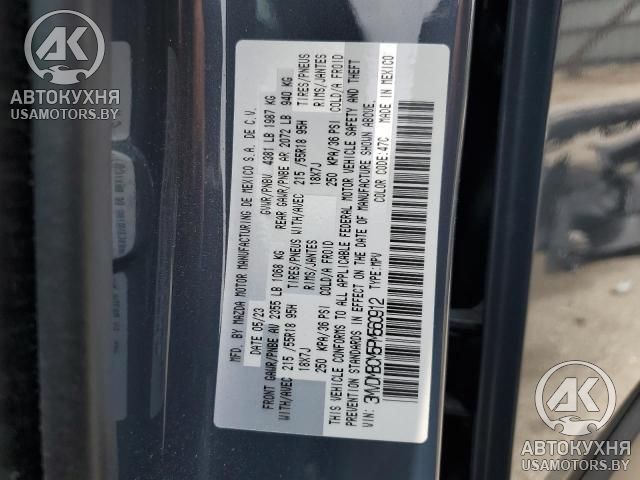 MFD. BY MAZDA MOTOR MANUFACTURING DE MEXICO S.A. DE C.V.
DATE 05/23 GVWR/PNBV 4381 LB 1987 KG
FRONT GAWR/PNBE AV 2355 LB 1068 KG REAR GAWR/PNBE AR 2072 LB 940 KG
WITH/AVEC 215 /55R18 95H TIRES/PNEUS WITH/AVEC 215 /55R18 95H TIRES/PNEUS
18X7J RIMS/JANTES 18X7J RIMS/JANTES
250 KPA/36 PSI COLD/A FROID 250 KPA/36 PSI COLD/A FROID
THIS VEHICLE CONFORMS TO ALL APPLICABLE FEDERAL MOTOR VEHICLE SAFETY AND THEFT
PREVENTION STANDARDS IN EFFECT ON THE DATE OF MANUFACTURE SHOWN ABOVE.
VIN: 3MVDMBCM5PM560912 TYPE:MPV COLOR CODE:47C MADE IN MEXICO
АК
АВТОКУХНЯ
USAMOTORS.BY
АК
АВТОКУХНЯ
USAMOTORS.BY